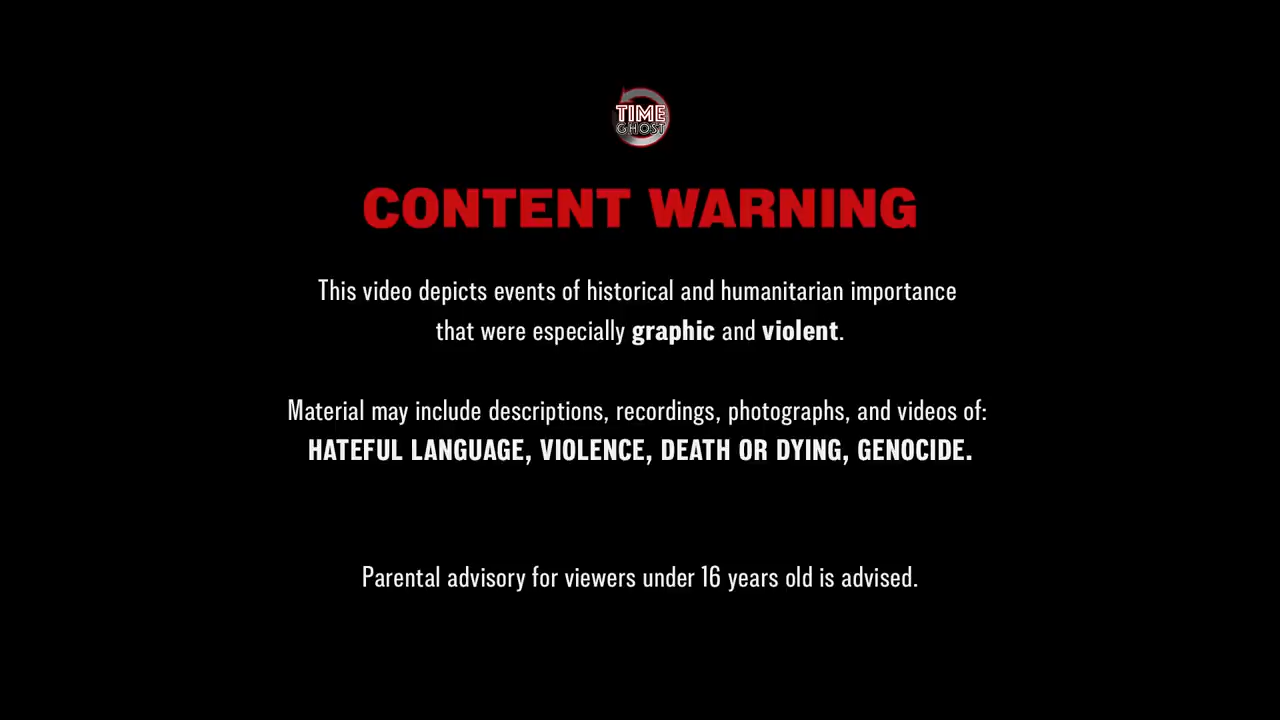 TIME
GHOST
CONTENT WARNING
This video depicts events of historical and humanitarian importance
that were especially graphic and violent.
Material may include descriptions, recordings, photographs, and videos of:
HATEFUL LANGUAGE, VIOLENCE, DEATH OR DYING, GENOCIDE.
Parental advisory for viewers under 16 years old is advised.